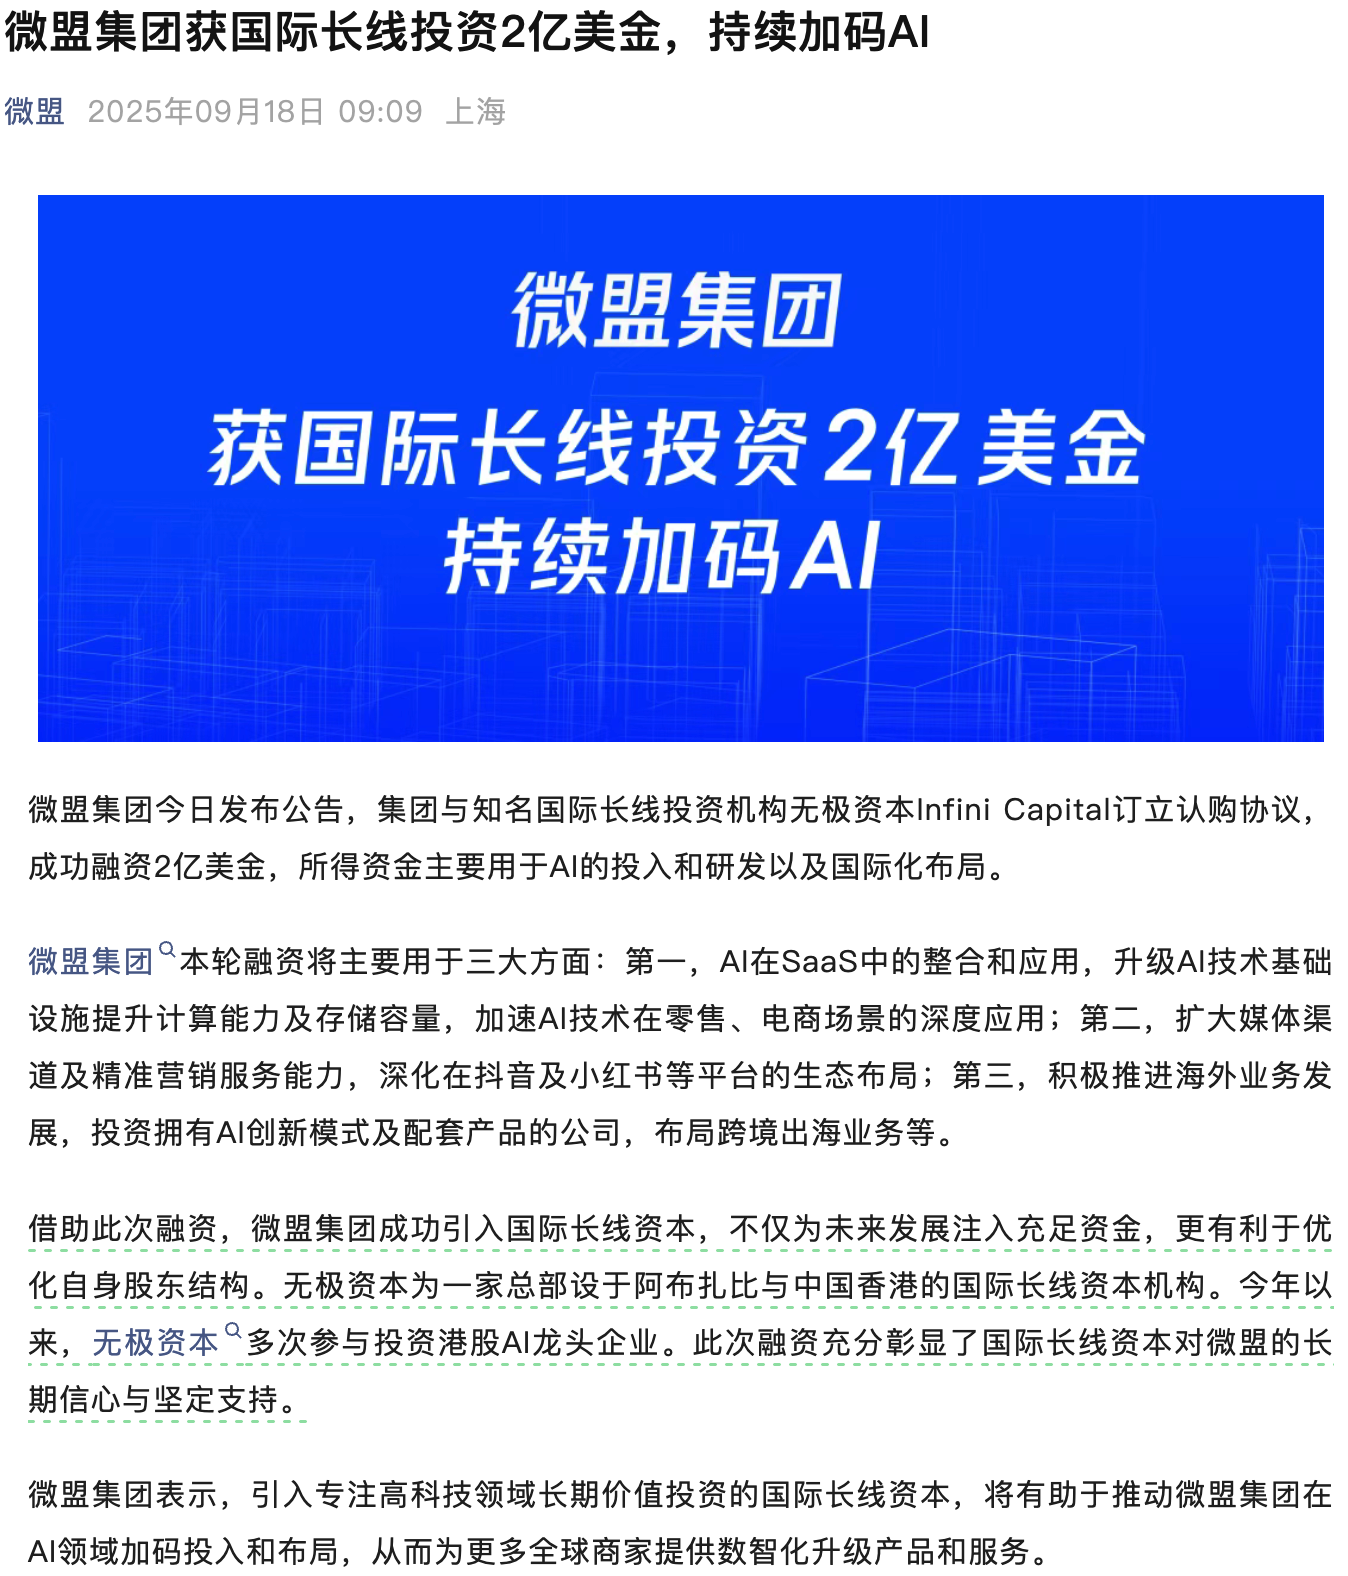 微盟集团获国际长线投资2亿美金，持续加码AI
微盟 2025年09月18日 09:09 上海
微盟集团
获国际长线投资2亿美金
持续加码AI
微盟集团今日发布公告，集团与知名国际长线投资机构无极资本Infini Capital订立认购协议，
成功融资2亿美金，所得资金主要用于AI的投入和研发以及国际化布局。
微盟集团本轮融资将主要用于三大方面：第一，AI在SaaS中的整合和应用，升级AI技术基础
设施提升计算能力及存储容量，加速AI技术在零售、电商场景的深度应用；第二，扩大媒体渠
道及精准营销服务能力，深化在抖音及小红书等平台的生态布局；第三，积极推进海外业务发
展，投资拥有AI创新模式及配套产品的公司，布局跨境出海业务等。
借助此次融资，微盟集团成功引入国际长线资本，不仅为未来发展注入充足资金，更有利于优
化自身股东结构。无极资本为一家总部设于阿布扎比与中国香港的国际长线资本机构。今年以
来，无极资本多次参与投资港股AI龙头企业。此次融资充分彰显了国际长线资本对微盟的长
期信心与坚定支持。
微盟集团表示，引入专注高科技领域长期价值投资的国际长线资本，将有助于推动微盟集团在
AI领域加码投入和布局，从而为更多全球商家提供数智化升级产品和服务。